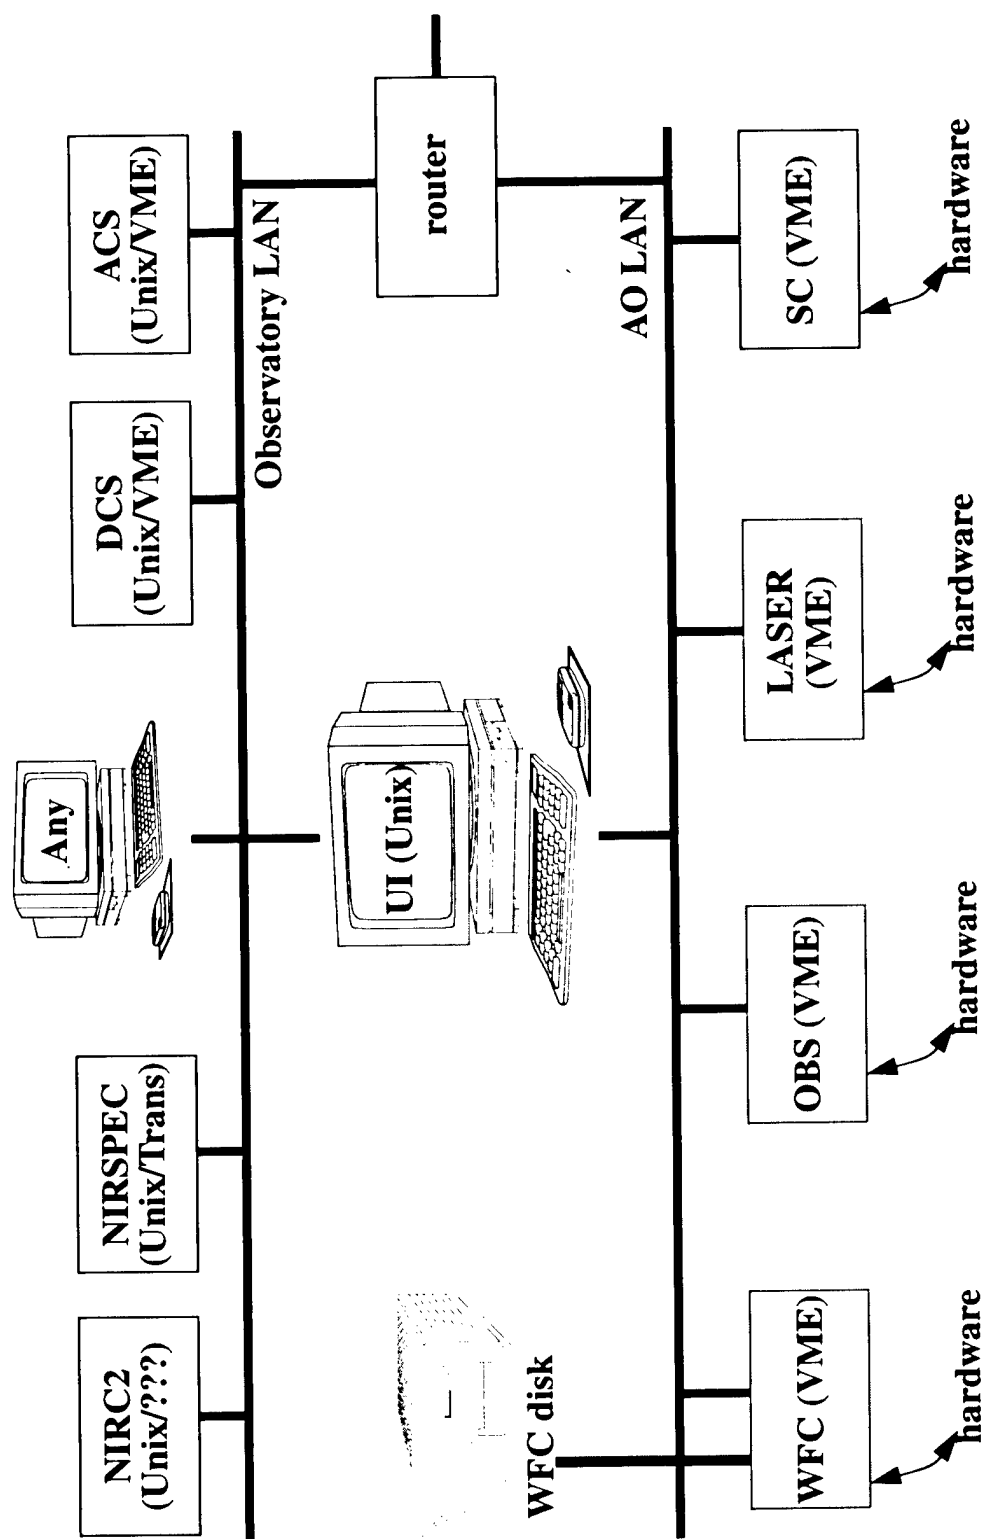 NIRC2
(Unix/???)
NIRSPEC
(Unix/Trans)
Any
DCS
(Unix/VME)
ACS
(Unix/VME)
Observatory LAN
UI (Unix)
router
WFC disk
AO LAN
WFC (VME)
OBS (VME)
LASER
(VME)
SC (VME)
hardware
hardware
hardware
hardware